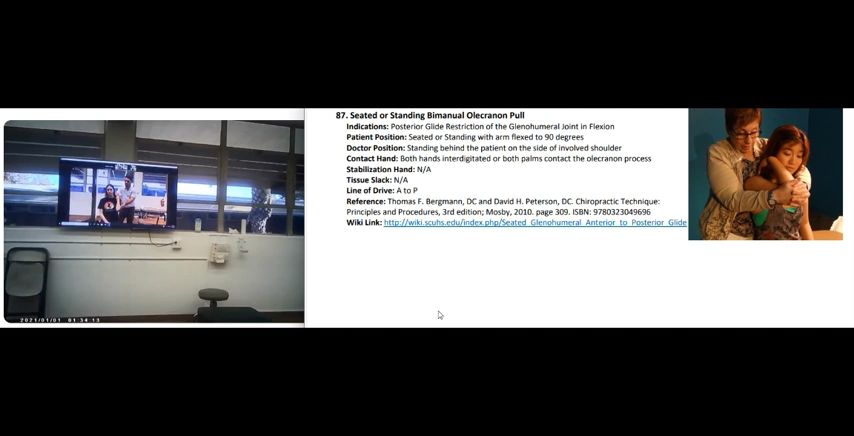 87. Seated or Standing Bimanual Olecranon Pull
Indications: Posterior Glide Restriction of the Glenohumeral Joint in Flexion
Patient Position: Seated or Standing with arm flexed to 90 degrees
Doctor Position: Standing behind the patient on the side of involved shoulder
Contact Hand: Both hands interdigitated or both palms contact the olecranon process
Stabilization Hand: N/A
Tissue Slack: N/A
Line of Drive: A to P
Reference: Thomas F. Bergmann, DC and David H. Peterson, DC. Chiropractic Technique:
Principles and Procedures, 3rd edition; Mosby, 2010. page 309. ISBN: 9780323049696
Wiki Link: http://wiki.scuhs.edu/index.php/Seated_Glenohumeral_Anterior_to_Posterior_Glide
2021/01/01 01:34:13